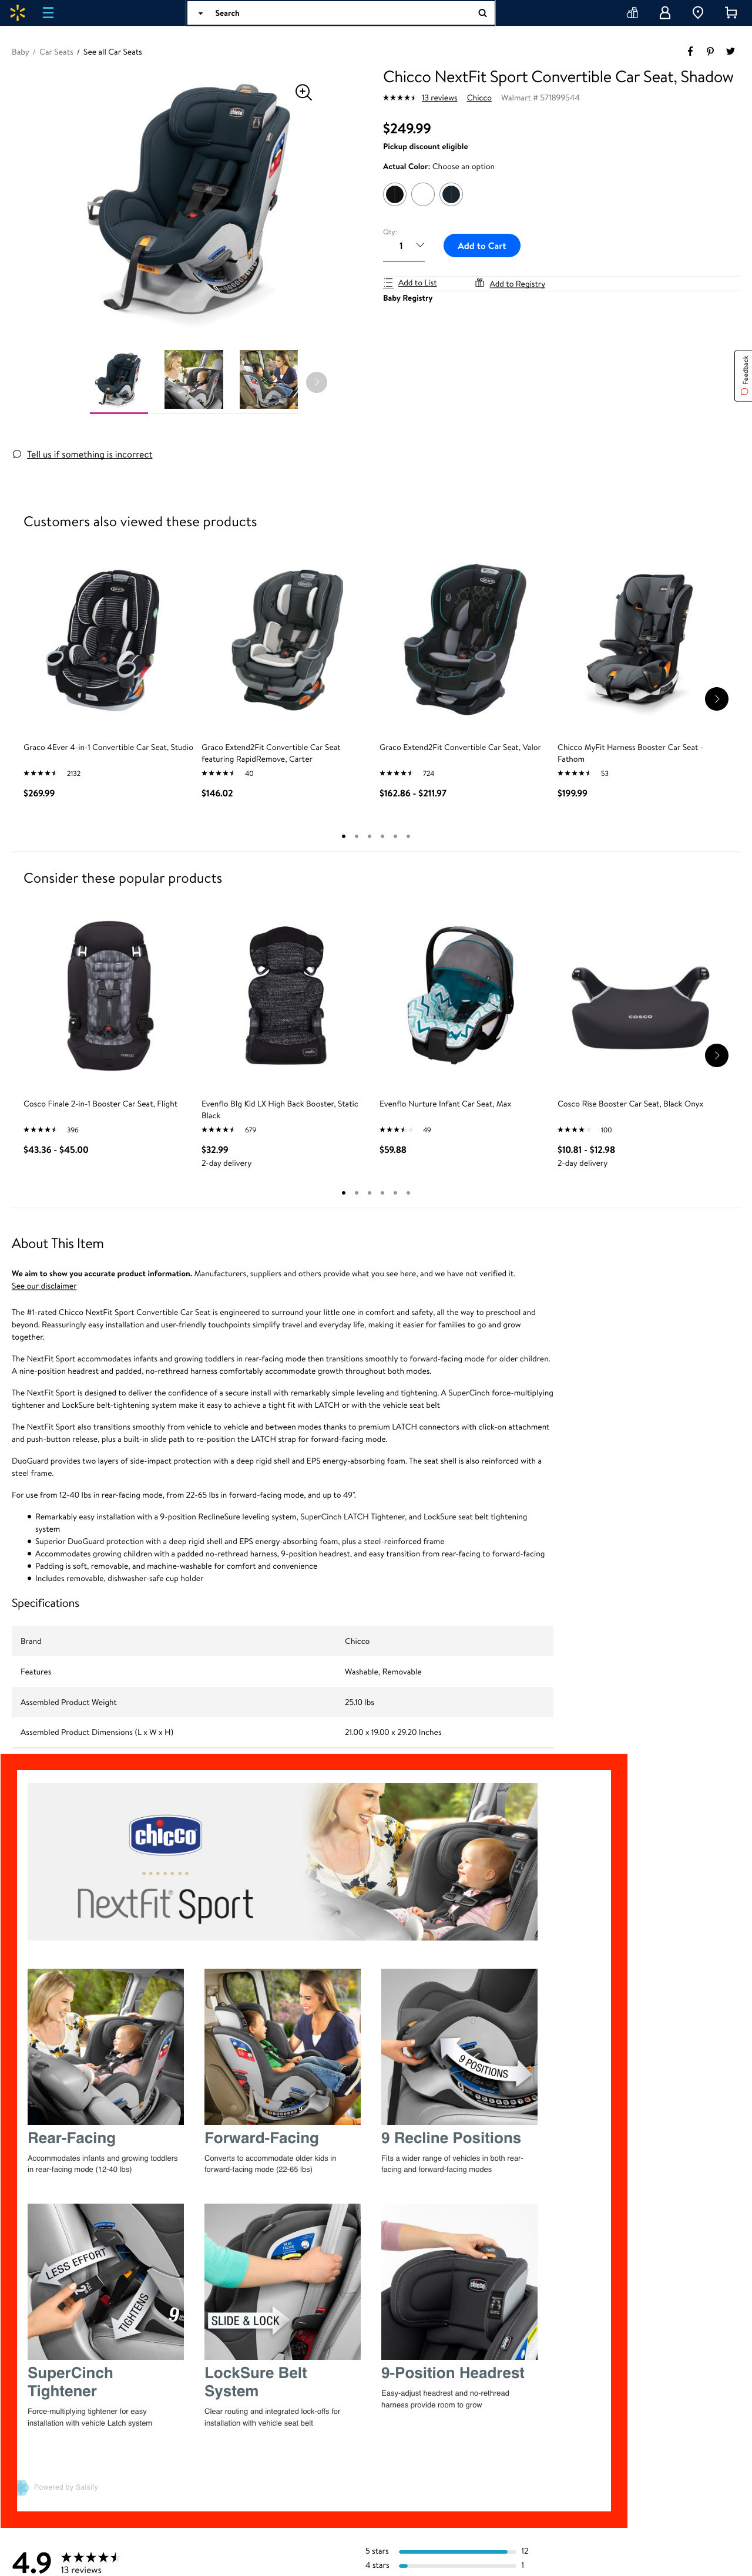 Search
Baby / Car Seats / See all Car Seats
Chicco NextFit Sport Convertible Car Seat, Shadow
13 reviews Chicco Walmart # 571899544
$249.99
Pickup discount eligible
Actual Color: Choose an option
Qty:
1
Add to Cart
Add to List Add to Registry
Baby Registry
Feedback
chicco
Tell us if something is incorrect
Customers also viewed these products
Graco 4Ever 4-in-1 Convertible Car Seat, Studio
2132
$269.99
Graco Extend2Fit Convertible Car Seat
featuring RapidRemove, Carter
40
$146.02
Graco Extend2Fit Convertible Car Seat, Valor
724
$162.86 - $211.97
Chicco MyFit Harness Booster Car Seat -
Fathom
53
$199.99
Consider these popular products
COSCO
Cosco Finale 2-in-1 Booster Car Seat, Flight
396
$43.36 - $45.00
Evenflo BIg Kid LX High Back Booster, Static
Black
679
$32.99
2-day delivery
Evenflo Nurture Infant Car Seat, Max
49
$59.88
Cosco Rise Booster Car Seat, Black Onyx
100
$10.81 - $12.98
2-day delivery
About This Item
We aim to show you accurate product information. Manufacturers, suppliers and others provide what you see here, and we have not verified it.
See our disclaimer
The #1-rated Chicco NextFit Sport Convertible Car Seat is engineered to surround your little one in comfort and safety, all the way to preschool and
beyond. Reassuringly easy installation and user-friendly touchpoints simplify travel and everyday life, making it easier for families to go and grow
together.
The NextFit Sport accommodates infants and growing toddlers in rear-facing mode then transitions smoothly to forward-facing mode for older children.
A nine-position headrest and padded, no-rethread harness comfortably accommodate growth throughout both modes.
The NextFit Sport is designed to deliver the confidence of a secure install with remarkably simple leveling and tightening. A SuperCinch force-multiplying
tightener and LockSure belt-tightening system make it easy to achieve a tight fit with LATCH or with the vehicle seat belt
The NextFit Sport also transitions smoothly from vehicle to vehicle and between modes thanks to premium LATCH connectors with click-on attachment
and push-button release, plus a built-in slide path to re-position the LATCH strap for forward-facing mode.
DuoGuard provides two layers of side-impact protection with a deep rigid shell and EPS energy-absorbing foam. The seat shell is also reinforced with a
steel frame.
For use from 12-40 lbs in rear-facing mode, from 22-65 lbs in forward-facing mode, and up to 49".
Remarkably easy installation with a 9-position ReclineSure leveling system, SuperCinch LATCH Tightener, and LockSure seat belt tightening
system
Superior DuoGuard protection with a deep rigid shell and EPS energy-absorbing foam, plus a steel-reinforced frame
Accommodates growing children with a padded no-rethread harness, 9-position headrest, and easy transition from rear-facing to forward-facing
Padding is soft, removable, and machine-washable for comfort and convenience
Includes removable, dishwasher-safe cup holder
Specifications
Brand Chicco
Features Washable, Removable
Assembled Product Weight 25.10 lbs
Assembled Product Dimensions (L x W x H) 21.00 x 19.00 x 29.20 Inches
chicco
NextFit® Sport
9 POSITIONS
Rear-Facing
Accommodates infants and growing toddlers
in rear-facing mode (12-40 lbs)
Forward-Facing
Converts to accommodate older kids in
forward-facing mode (22-65 lbs)
9 Recline Positions
Fits a wider range of vehicles in both rear-
facing and forward-facing modes
LESS EFFORT
TIGHTENS
9
SLIDE & LOCK
chicco
SuperCinch
Tightener
Force-multiplying tightener for easy
installation with vehicle Latch system
LockSure Belt
System
Clear routing and integrated lock-offs for
installation with vehicle seat belt
9-Position Headrest
Easy-adjust headrest and no-rethread
harness provide room to grow
Powered by Salsify
4.9
13 reviews
5 stars 12
4 stars 1